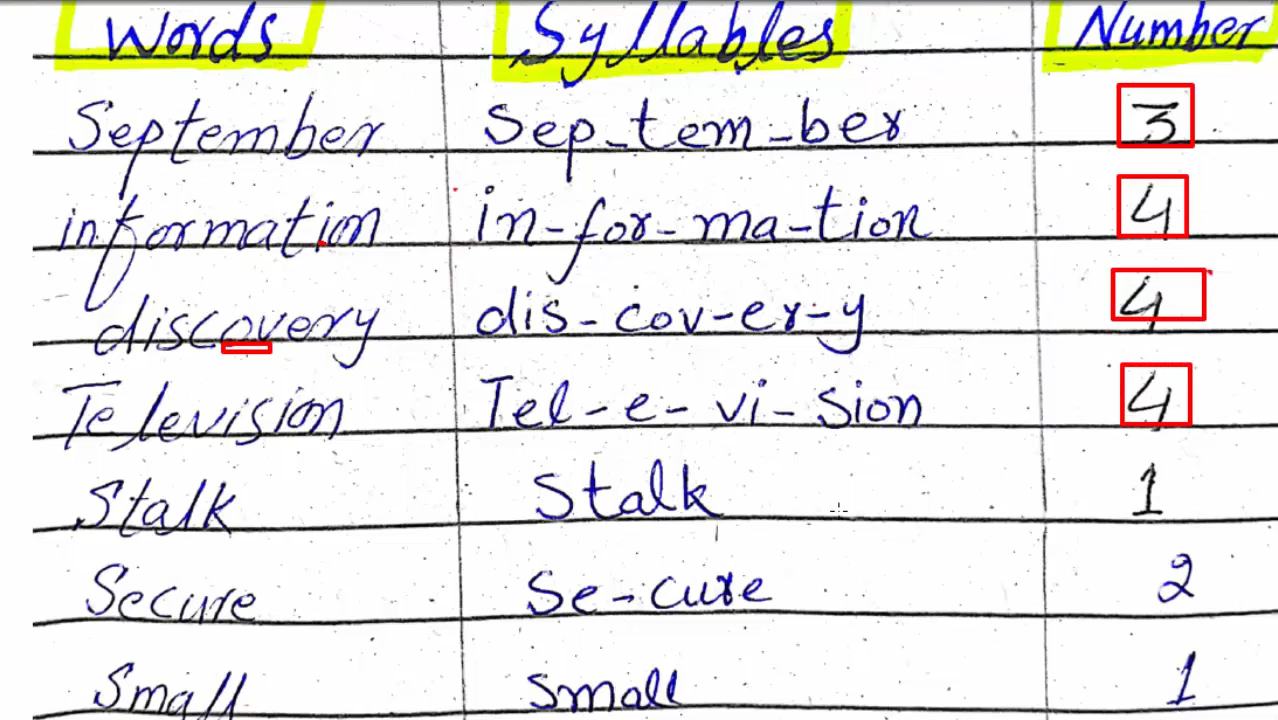 Words Syllables Number
September Sep-tem-ber 3
information in-for-ma-tion 4
discovery dis-cov-er-y 4
Television Tel-e-vi-sion 4
Stalk Stalk 1
Secure Se-cure 2
Small Small 1